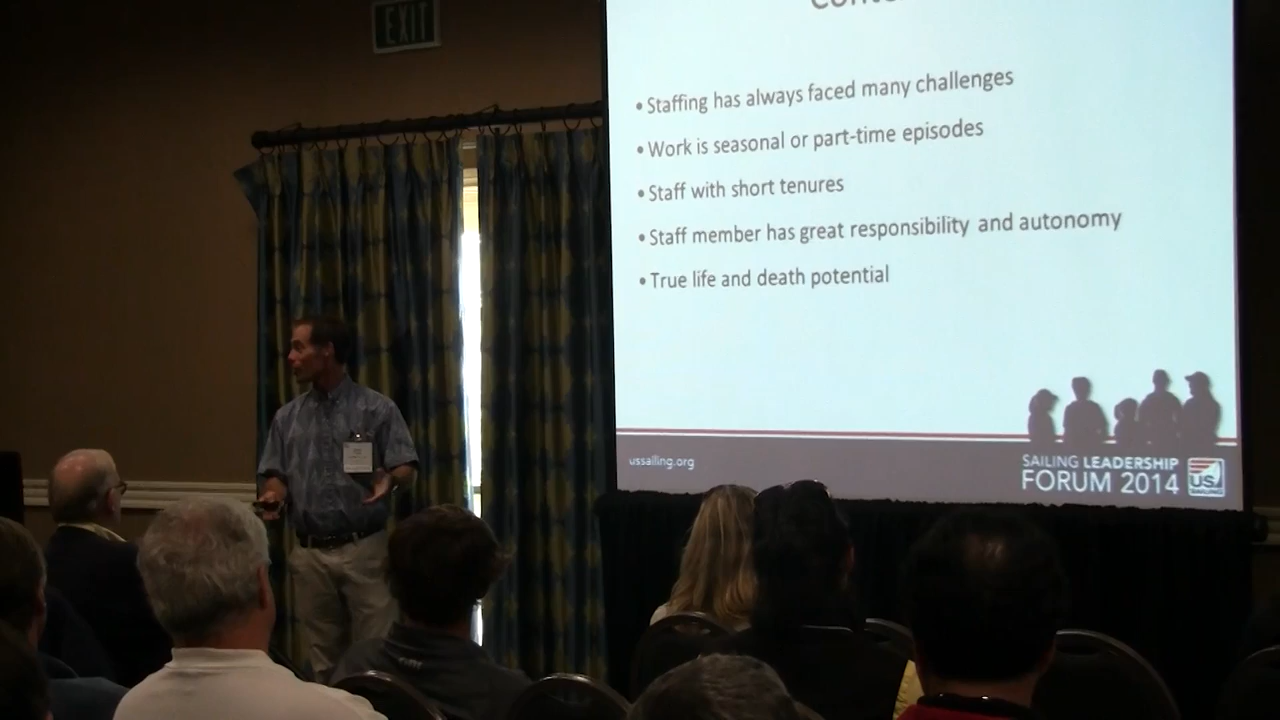 EXIT
• Staffing has always faced many challenges
• Work is seasonal or part-time episodes
• Staff with short tenures
• Staff member has great responsibility and autonomy
• True life and death potential
ussailing.org
SAILING LEADERSHIP
FORUM 2014
US
SAILING